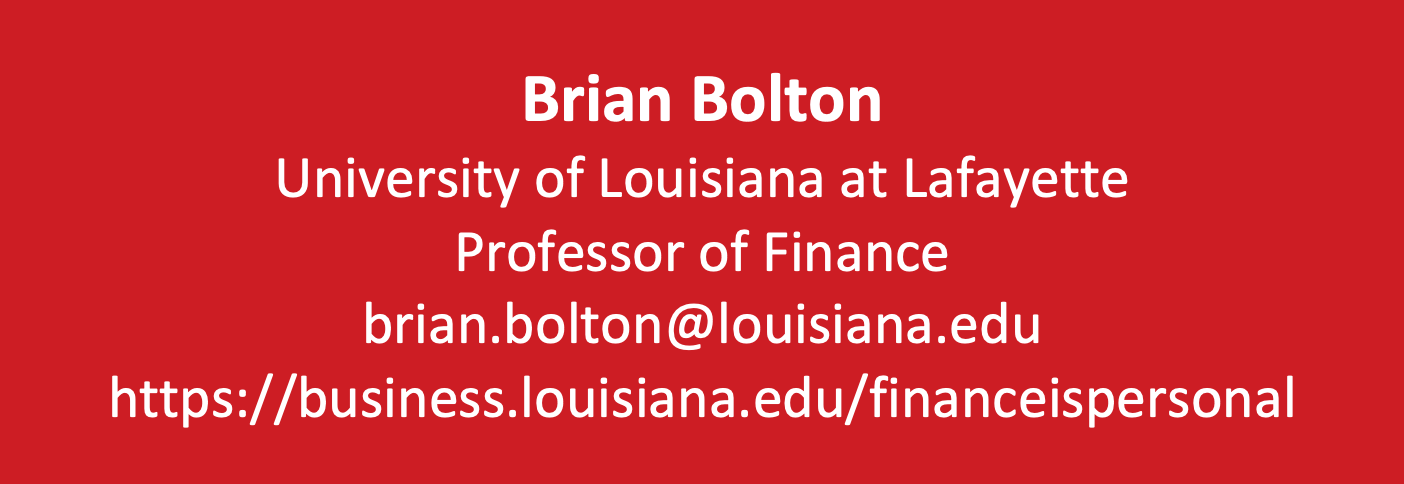 Brian Bolton
University of Louisiana at Lafayette
Professor of Finance
brian.bolton@louisiana.edu
https://business.louisiana.edu/financeispersonal